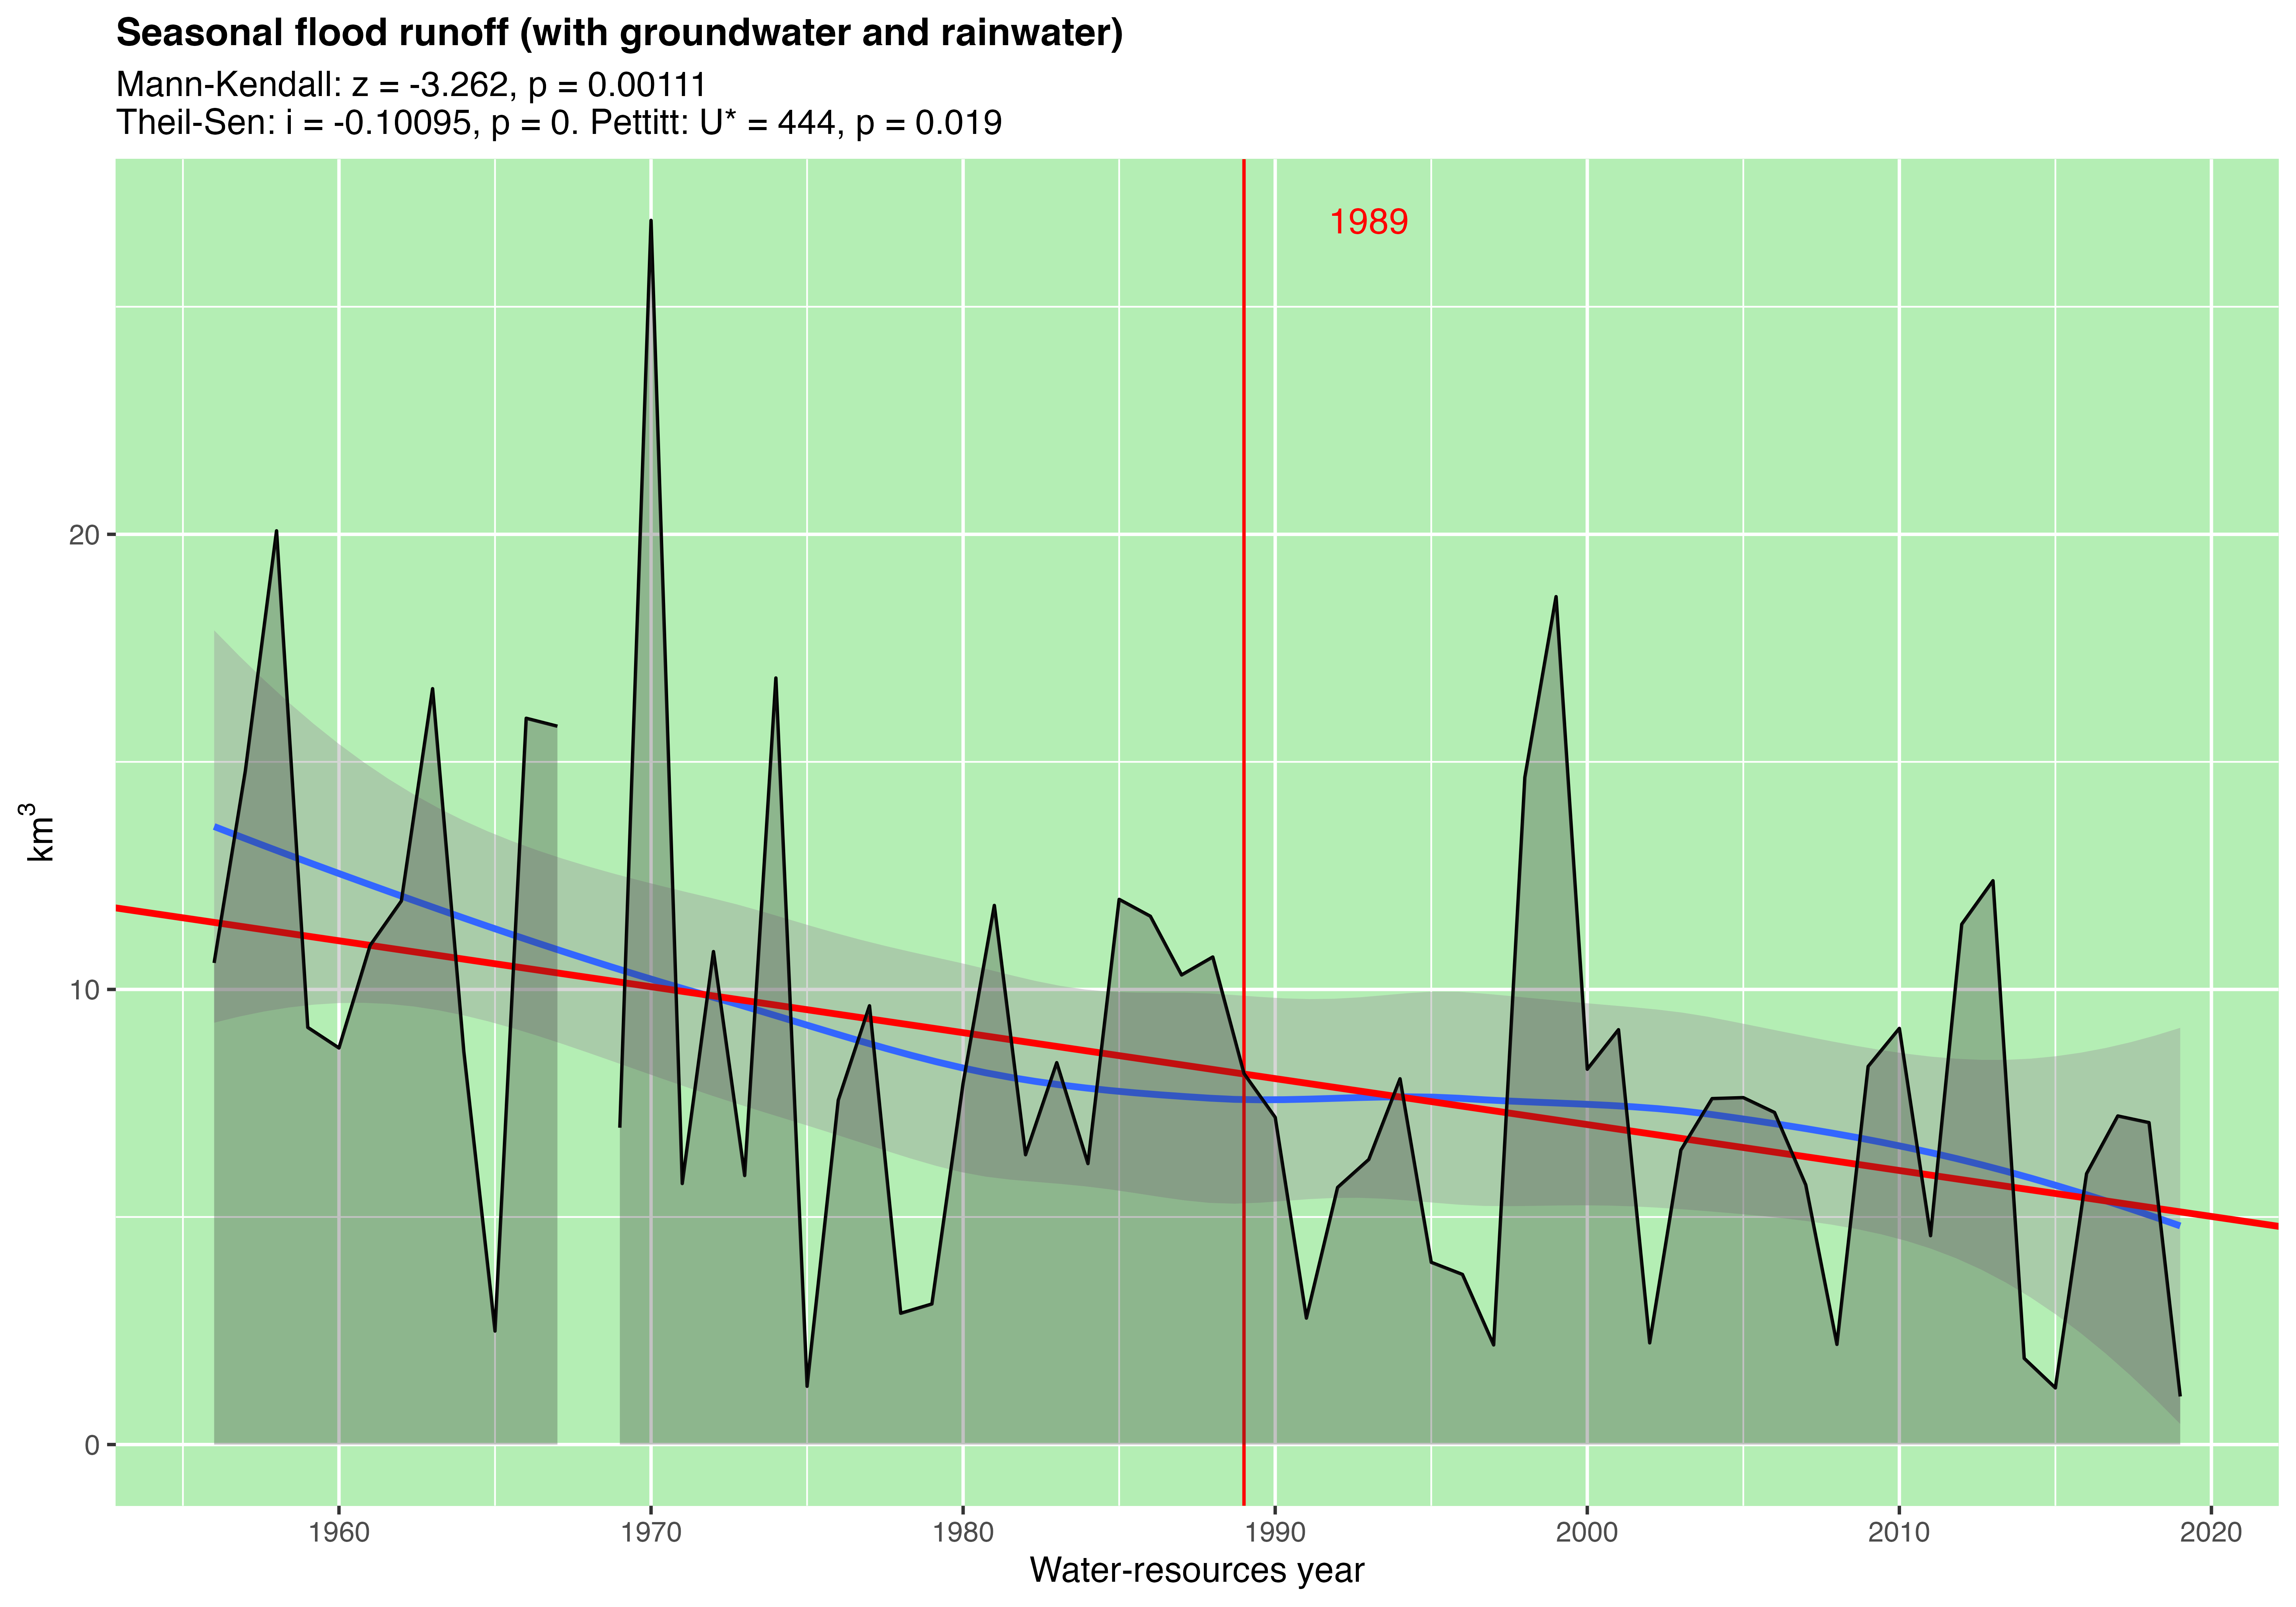 Seasonal flood runoff (with groundwater and rainwater)
Mann-Kendall: z = -3.262, p = 0.00111
Theil-Sen: i = -0.10095, p = 0. Pettitt: U* = 444, p = 0.019
1989
20
10
0
km³
1960 1970 1980 1990 2000 2010 2020
Water-resources year